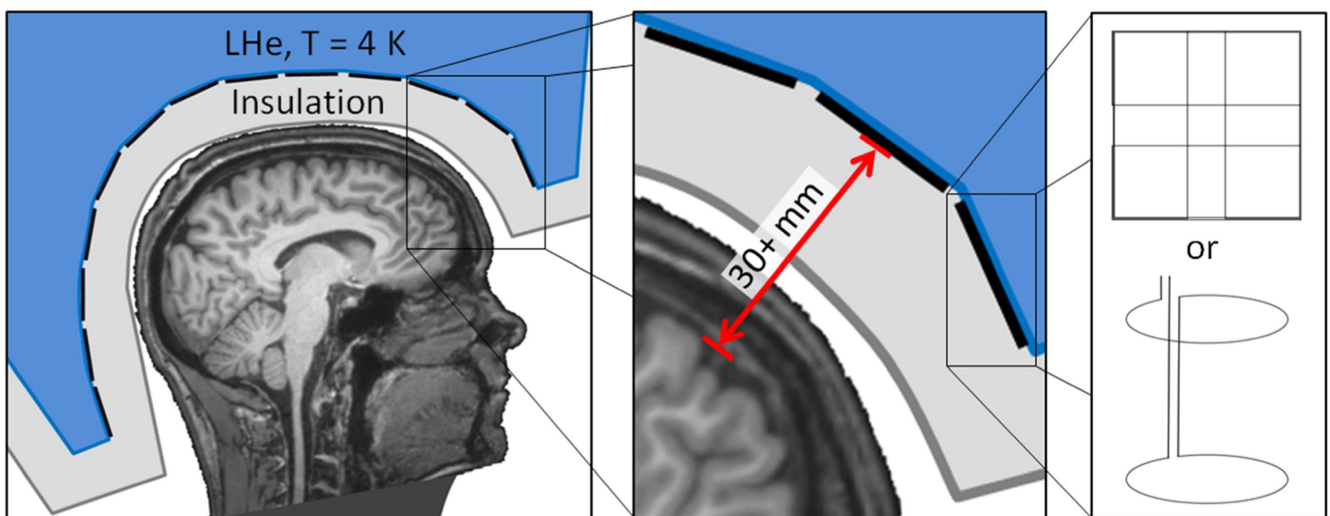 LHe, T = 4 K
Insulation
30+ mm
or